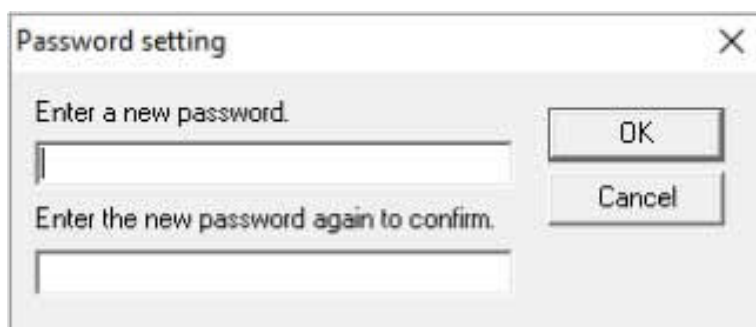 Password setting
Enter a new password.
OK
Cancel
Enter the new password again to confirm.